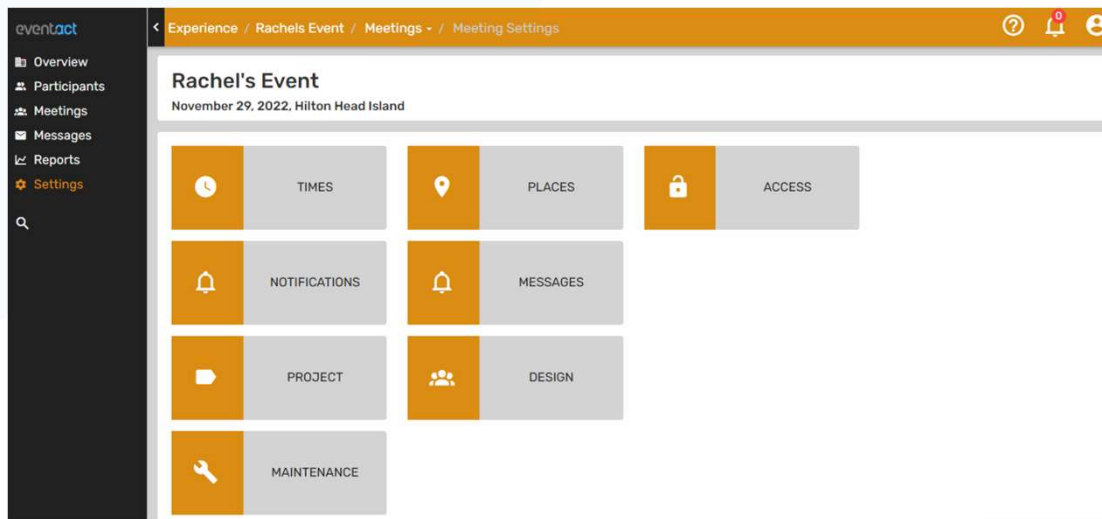 eventact
Experience / Rachels Event / Meetings / Meeting Settings
0
Overview
Participants
Meetings
Messages
Reports
Settings
Rachel's Event
November 29, 2022, Hilton Head Island
TIMES
PLACES
ACCESS
NOTIFICATIONS
MESSAGES
PROJECT
DESIGN
MAINTENANCE